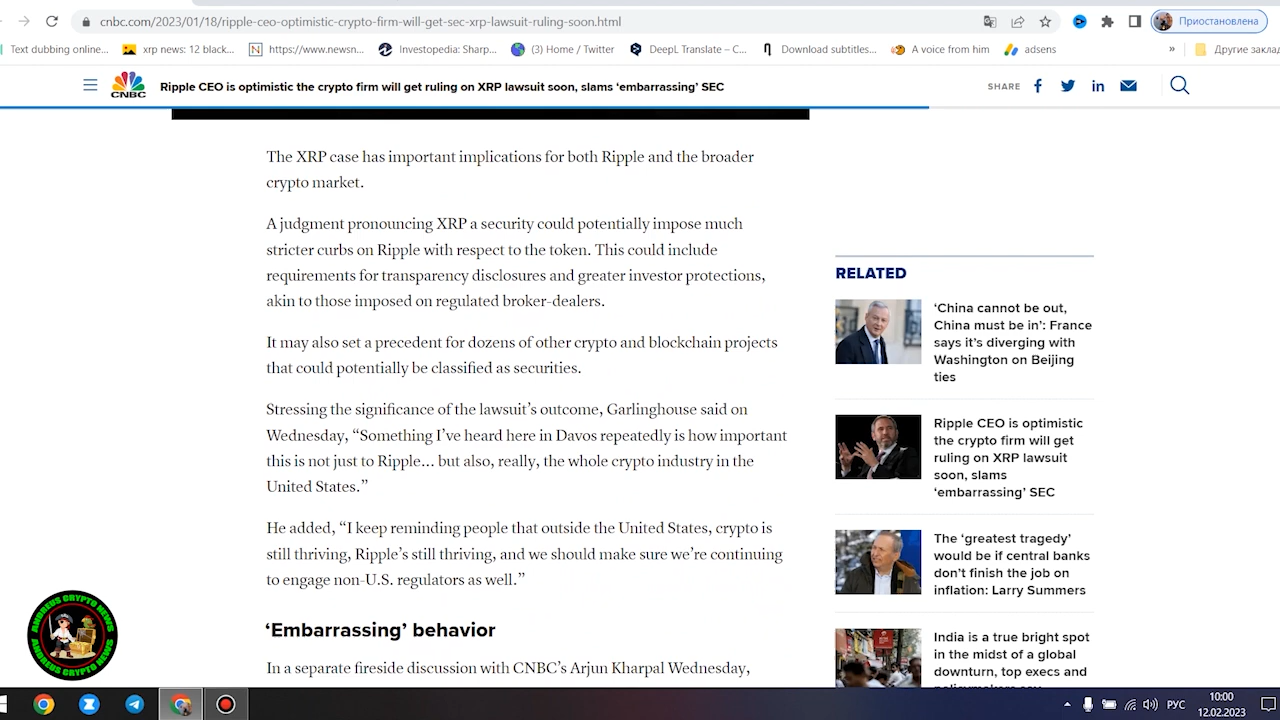 cnbc.com/2023/01/18/ripple-ceo-optimistic-crypto-firm-will-get-sec-xrp-lawsuit-ruling-soon.html
Приостановлена
Text dubbing online...
xrp news: 12 black...
https://www.newsn...
Investopedia: Sharp...
(3) Home / Twitter
DeepL Translate – C...
Download subtitles...
A voice from him
adsens
»
Другие закла
CNBC
Ripple CEO is optimistic the crypto firm will get ruling on XRP lawsuit soon, slams ‘embarrassing’ SEC
SHARE
The XRP case has important implications for both Ripple and the broader
crypto market.
A judgment pronouncing XRP a security could potentially impose much
stricter curbs on Ripple with respect to the token. This could include
requirements for transparency disclosures and greater investor protections,
akin to those imposed on regulated broker-dealers.
It may also set a precedent for dozens of other crypto and blockchain projects
that could potentially be classified as securities.
Stressing the significance of the lawsuit’s outcome, Garlinghouse said on
Wednesday, “Something I’ve heard here in Davos repeatedly is how important
this is not just to Ripple… but also, really, the whole crypto industry in the
United States.”
He added, “I keep reminding people that outside the United States, crypto is
still thriving, Ripple’s still thriving, and we should make sure we’re continuing
to engage non-U.S. regulators as well.”
‘Embarrassing’ behavior
In a separate fireside discussion with CNBC’s Arjun Kharpal Wednesday,
RELATED
‘China cannot be out,
China must be in’: France
says it’s diverging with
Washington on Beijing
ties
Ripple CEO is optimistic
the crypto firm will get
ruling on XRP lawsuit
soon, slams
‘embarrassing’ SEC
The ‘greatest tragedy’
would be if central banks
don’t finish the job on
inflation: Larry Summers
India is a true bright spot
in the midst of a global
downturn, top execs and
ANDREUS CRYPTO NEWS
ANDREUS CRYPTO NEWS
РУС
10:00
12.02.2023